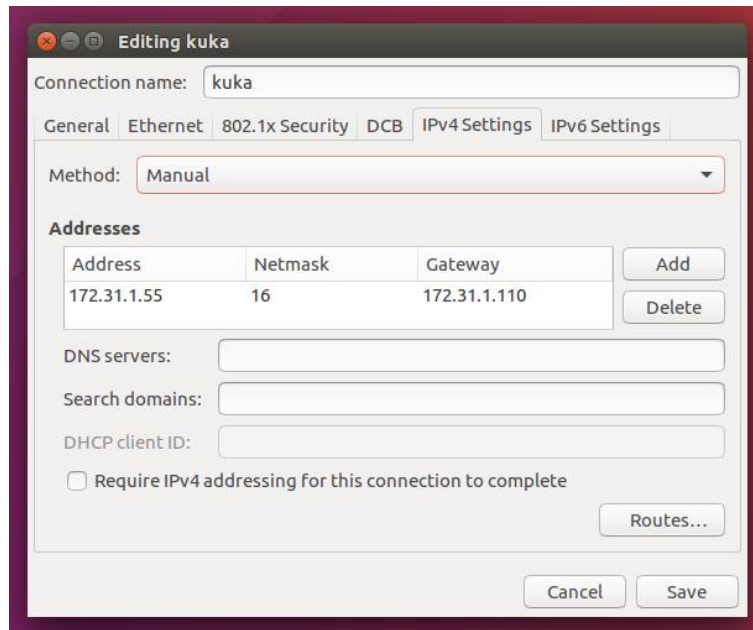 Editing kuka
Connection name: kuka
General Ethernet 802.1x Security DCB IPv4 Settings IPv6 Settings
Method: Manual
Addresses
Address Netmask Gateway Add
172.31.1.55 16 172.31.1.110
Delete
DNS servers:
Search domains:
DHCP client ID:
Require IPv4 addressing for this connection to complete
Routes...
Cancel Save